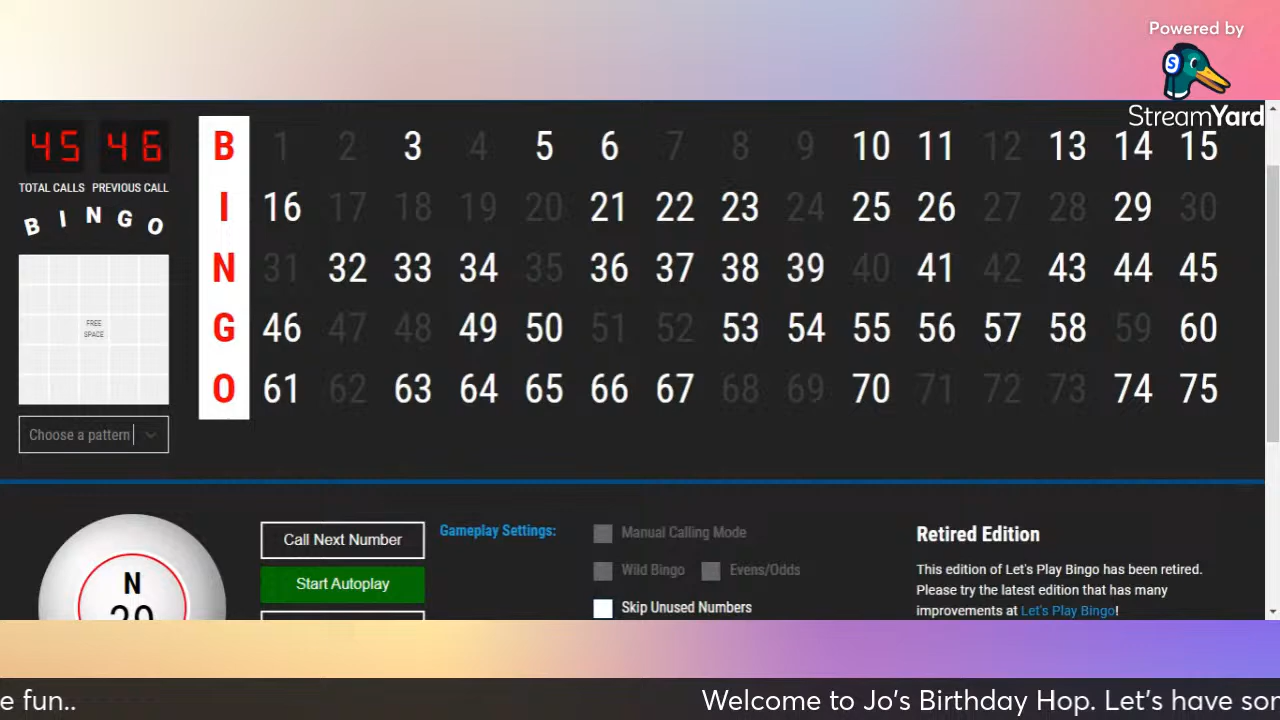 Powered by
S
StreamYard
45 46
TOTAL CALLS PREVIOUS CALL
B I N G O
FREE
SPACE
Choose a pattern
B 1 2 3 4 5 6 7 8 9 10 11 12 13 14 15
I 16 17 18 19 20 21 22 23 24 25 26 27 28 29 30
N 31 32 33 34 35 36 37 38 39 40 41 42 43 44 45
G 46 47 48 49 50 51 52 53 54 55 56 57 58 59 60
O 61 62 63 64 65 66 67 68 69 70 71 72 73 74 75
N
Call Next Number
Start Autoplay
Gameplay Settings:
Manual Calling Mode
Wild Bingo Evens/Odds
Skip Unused Numbers
Retired Edition
This edition of Let's Play Bingo has been retired.
Please try the latest edition that has many
improvements at Let's Play Bingo!
e fun.. Welcome to Jo's Birthday Hop. Let's have sor